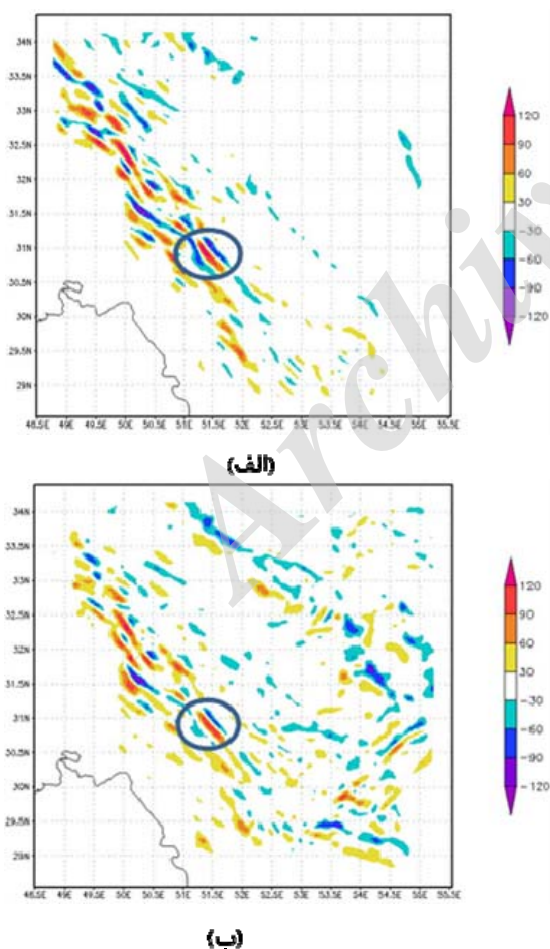 34N
33.5N
33N
32.5N
32N
31.5N
31N
30.5N
30N
29.5N
29N
48.5E 49E 49.5E 50E 50.5E 51E 51.5E 52E 52.5E 53E 53.5E 54E 54.5E 55E 55.5E
120
90
60
30
-30
-60
-90
-120
(الف)
Archiv
34N
33.5N
33N
32.5N
32N
31.5N
31N
30.5N
30N
29.5N
29N
48.5E 49E 49.5E 50E 50.5E 51E 51.5E 52E 52.5E 53E 53.5E 54E 54.5E 55E 55.5E
120
90
60
30
-30
-60
-90
-120
(ب)